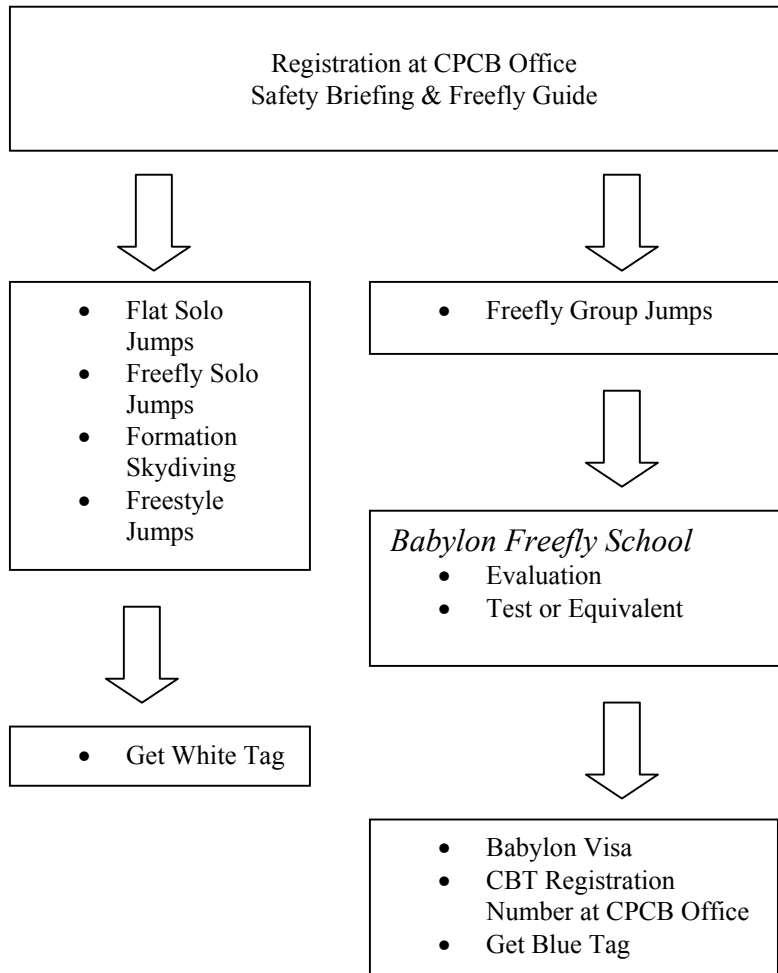 Registration at CPCB Office
Safety Briefing & Freefly Guide
• Flat Solo
Jumps
• Freefly Solo
Jumps
• Formation
Skydiving
• Freestyle
Jumps
• Get White Tag
• Freefly Group Jumps
Babylon Freefly School
• Evaluation
• Test or Equivalent
• Babylon Visa
• CBT Registration
Number at CPCB Office
• Get Blue Tag